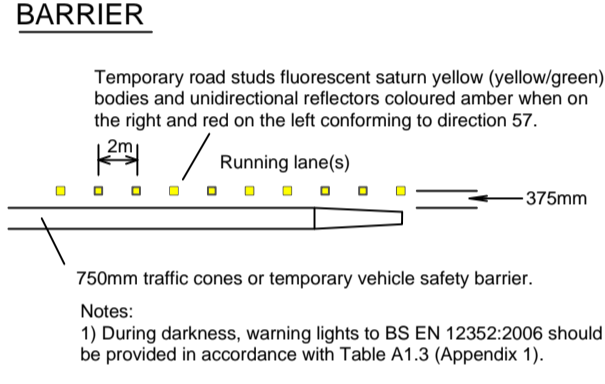 BARRIER
Temporary road studs fluorescent saturn yellow (yellow/green)
bodies and unidirectional reflectors coloured amber when on
the right and red on the left conforming to direction 57.
2m
Running lane(s)
375mm
750mm traffic cones or temporary vehicle safety barrier.
Notes:
1) During darkness, warning lights to BS EN 12352:2006 should
be provided in accordance with Table A1.3 (Appendix 1).